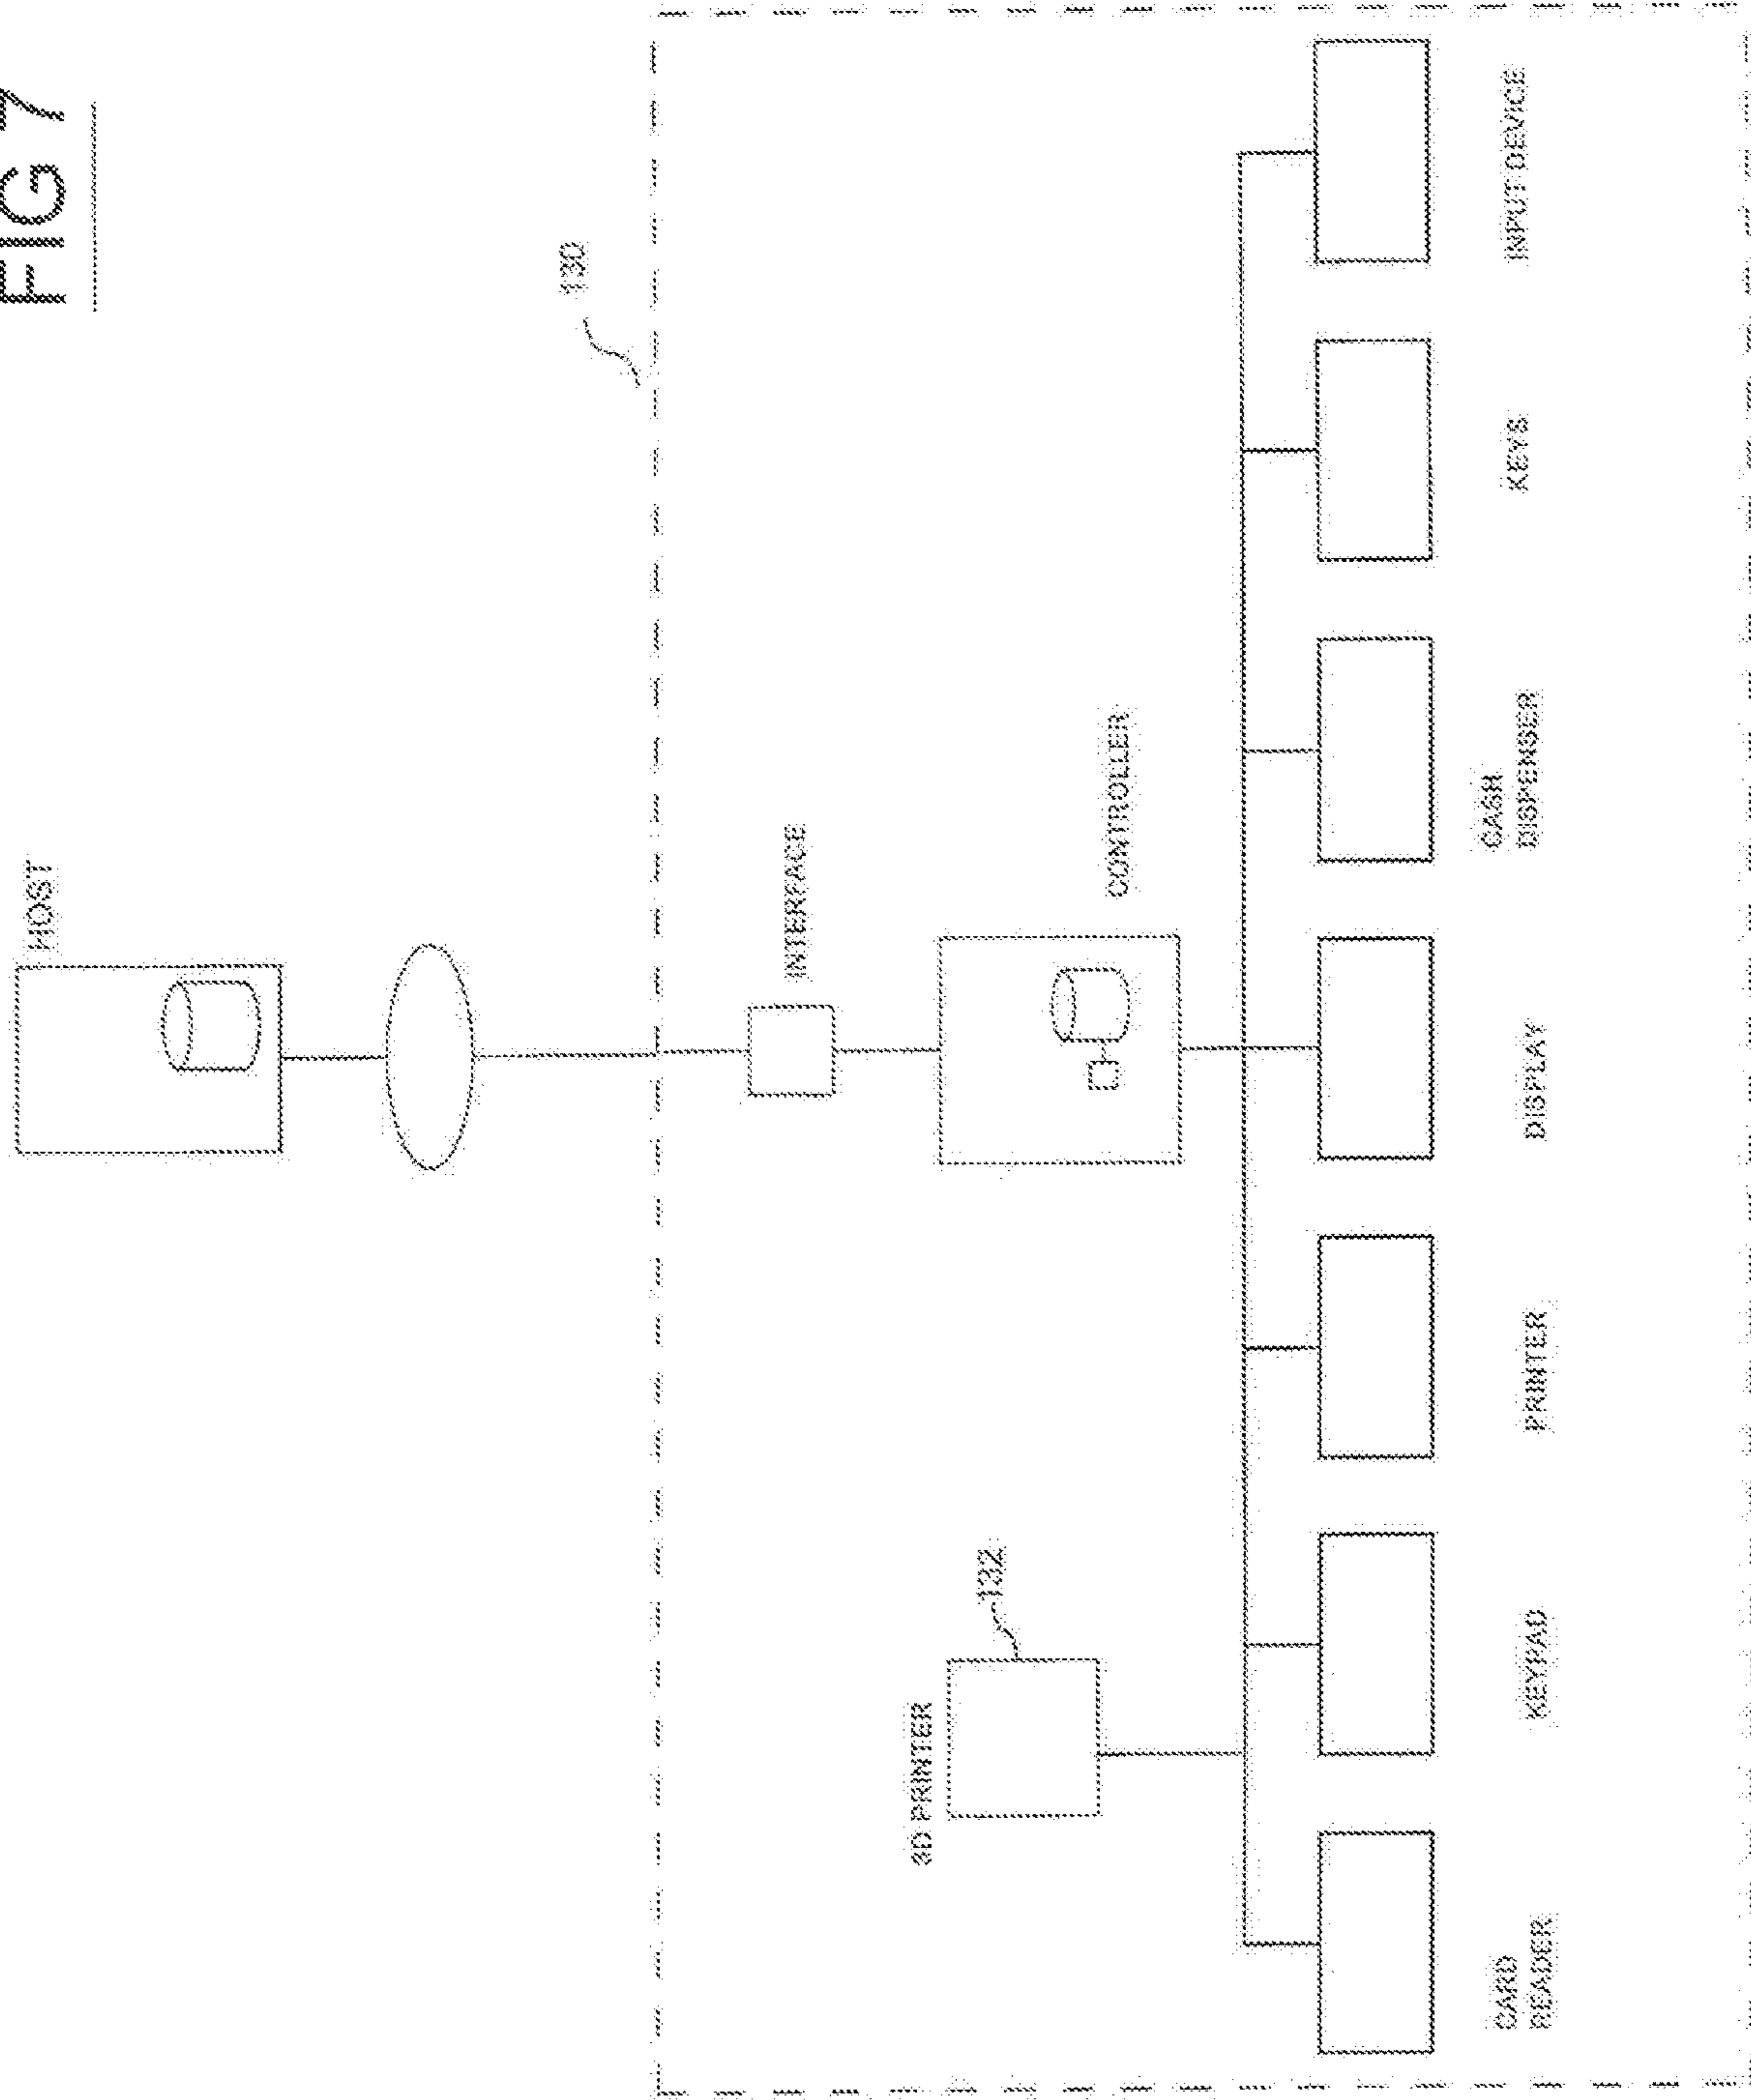 FIG 7
HOST
130
INTERFACE
CONTROLLER
3D PRINTER
132
CARD
READER
KEYPAD
PRINTER
DISPLAY
CASH
DISPENSER
KEYS
INPUT DEVICE